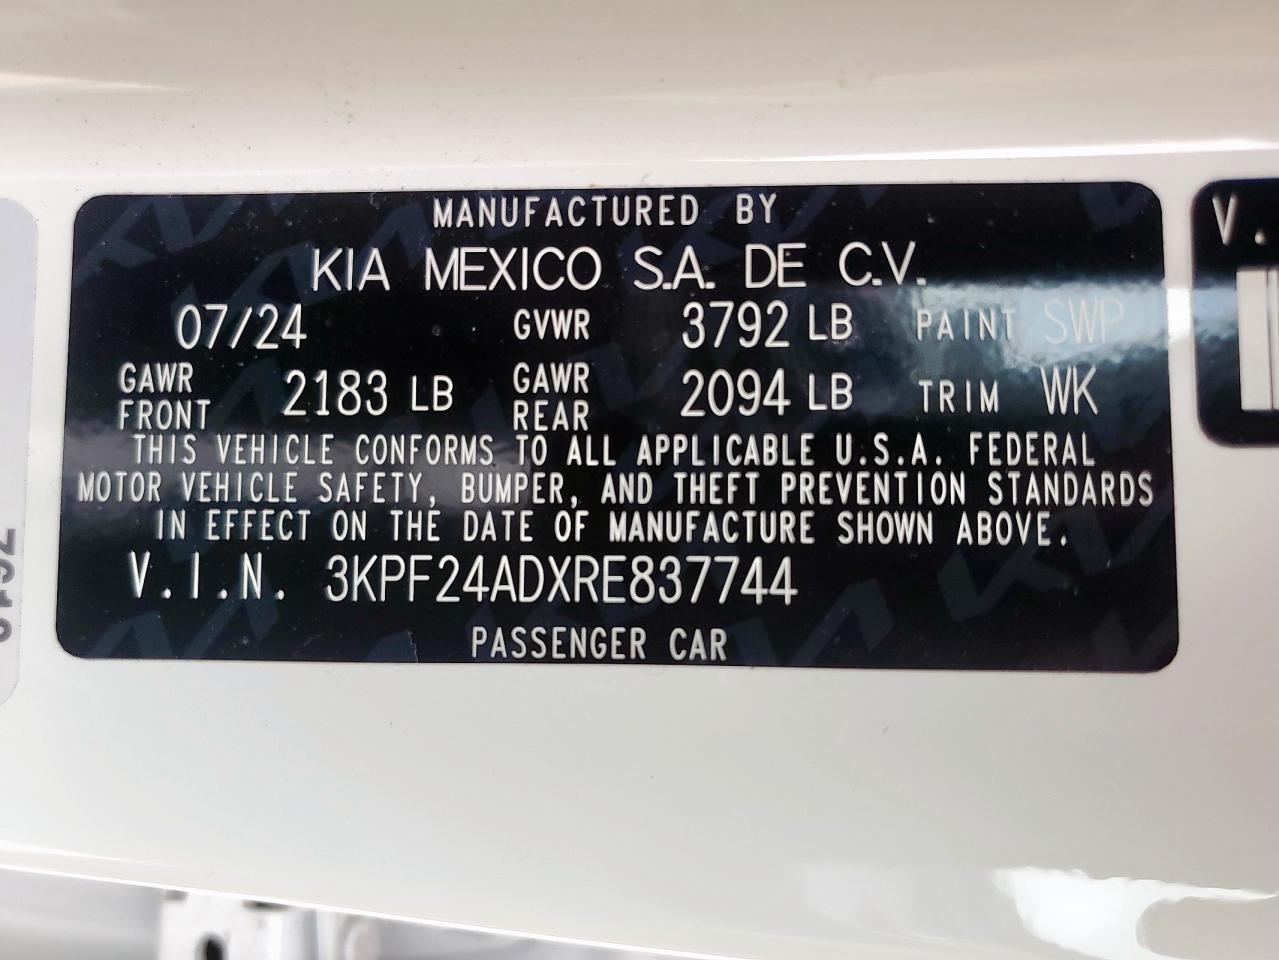 MANUFACTURED BY
KIA MEXICO S.A. DE C.V.
07/24 GVWR 3792 LB PAINT SWP
GAWR FRONT 2183 LB GAWR REAR 2094 LB TRIM WK
THIS VEHICLE CONFORMS TO ALL APPLICABLE U.S.A. FEDERAL
MOTOR VEHICLE SAFETY, BUMPER, AND THEFT PREVENTION STANDARDS
IN EFFECT ON THE DATE OF MANUFACTURE SHOWN ABOVE.
V.I.N. 3KPF24ADXRE837744
PASSENGER CAR
V.